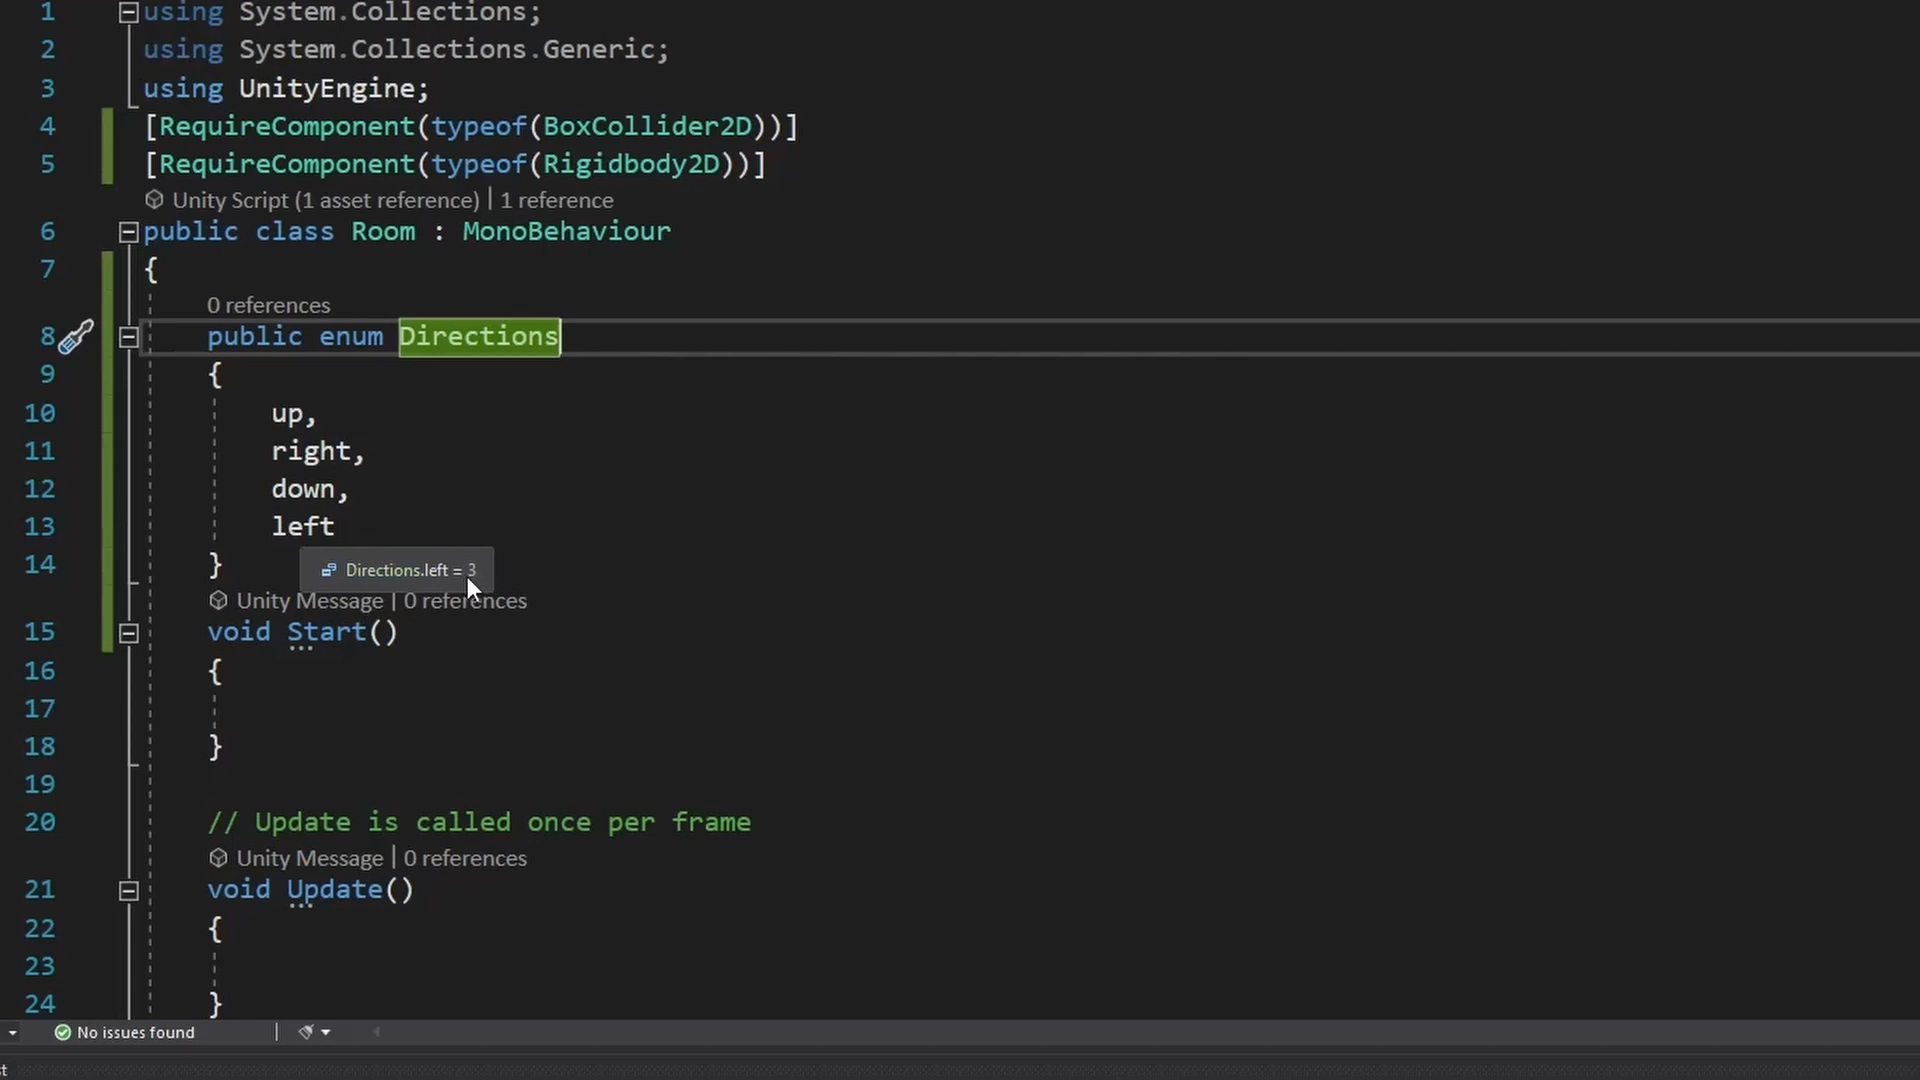 1 using System.Collections;
2 using System.Collections.Generic;
3 using UnityEngine;
4 [RequireComponent(typeof(BoxCollider2D))]
5 [RequireComponent(typeof(Rigidbody2D))]
Unity Script (1 asset reference) | 1 reference
6 public class Room : MonoBehaviour
7 {
0 references
8 public enum Directions
9 {
10 up,
11 right,
12 down,
13 left
14 }
Directions.left = 3
Unity Message | 0 references
15 void Start()
16 {
17
18 }
19
20 // Update is called once per frame
Unity Message | 0 references
21 void Update()
22 {
23
24 }
No issues found